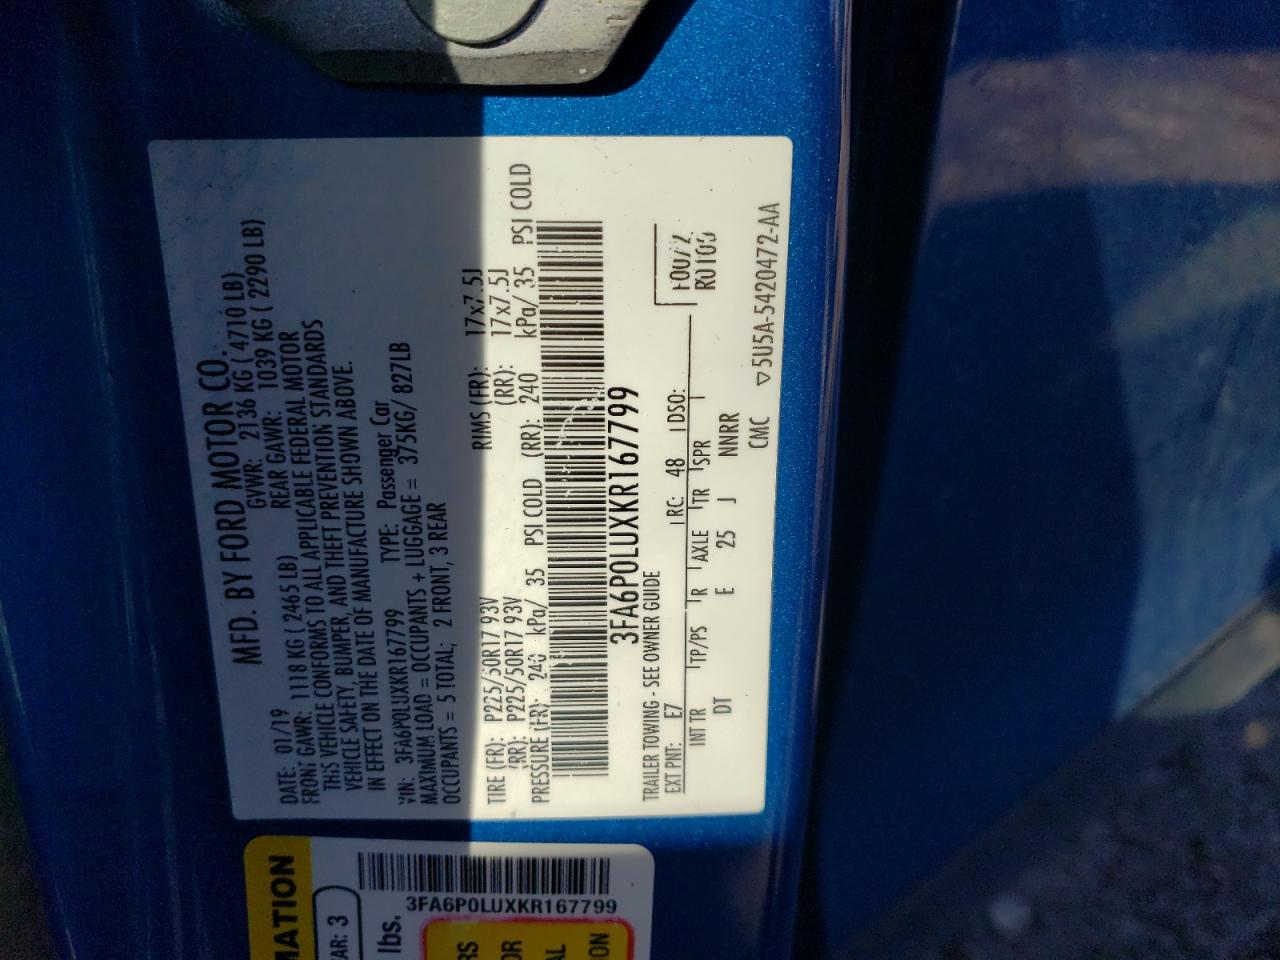 MFD. BY FORD MOTOR CO.
DATE: 01/19 GVWR: 2136 KG ( 4710 LB)
FRONT GAWR: 1118 KG ( 2465 LB) REAR GAWR: 1039 KG ( 2290 LB)
THIS VEHICLE CONFORMS TO ALL APPLICABLE FEDERAL MOTOR
VEHICLE SAFETY, BUMPER, AND THEFT PREVENTION STANDARDS
IN EFFECT ON THE DATE OF MANUFACTURE SHOWN ABOVE.
VIN: 3FA6P0LUXKR167799 TYPE: Passenger Car
MAXIMUM LOAD = OCCUPANTS + LUGGAGE = 375KG/ 827LB
OCCUPANTS = 5 TOTAL; 2 FRONT, 3 REAR
TIRE (FR): P225/50R17 93V RIMS (FR): 17x7.5J
(RR): P225/50R17 93V (RR): 17x7.5J
PRESSURE (FR): 240 kPa/ 35 PSI COLD (RR): 240 kPa/ 35 PSI COLD
3FA6P0LUXKR167799
TRAILER TOWING - SEE OWNER GUIDE
EXT PNT: E7 RC: 48 DSO:
INT TR TP/PS R AXLE TR SPR
DT E 25 J NNRR
CMC ▽5U5A-5420472-AA
3FA6P0LUXKR167799
lbs.